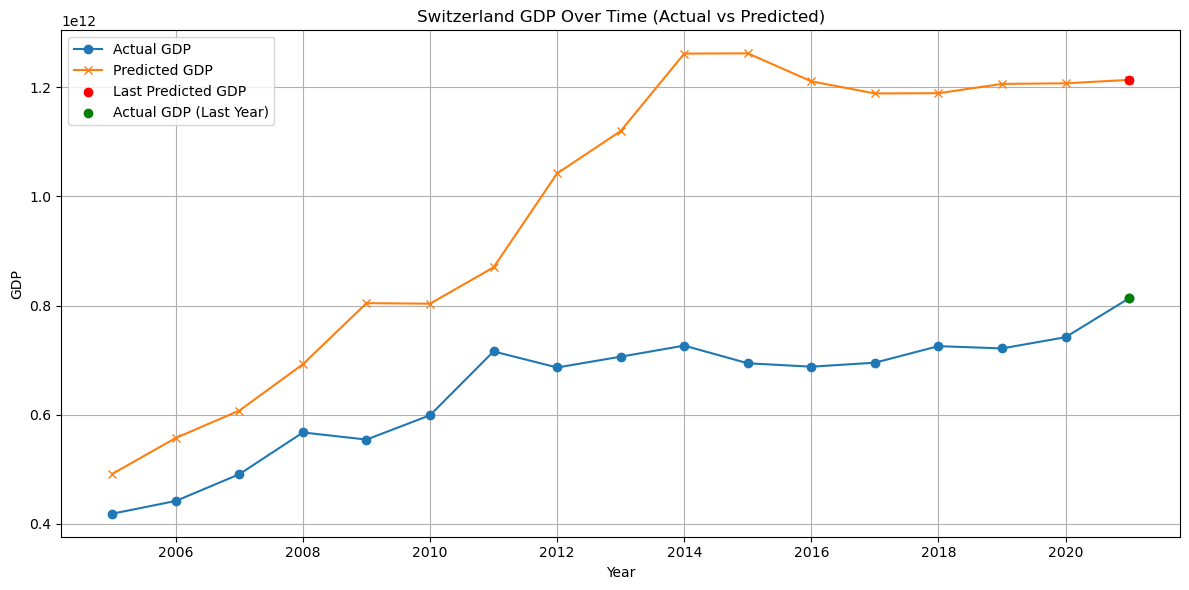 Switzerland GDP Over Time (Actual vs Predicted)
1e12
Actual GDP
Predicted GDP
Last Predicted GDP
Actual GDP (Last Year)
1.2
1.0
0.8
0.6
0.4
GDP
2006 2008 2010 2012 2014 2016 2018 2020
Year